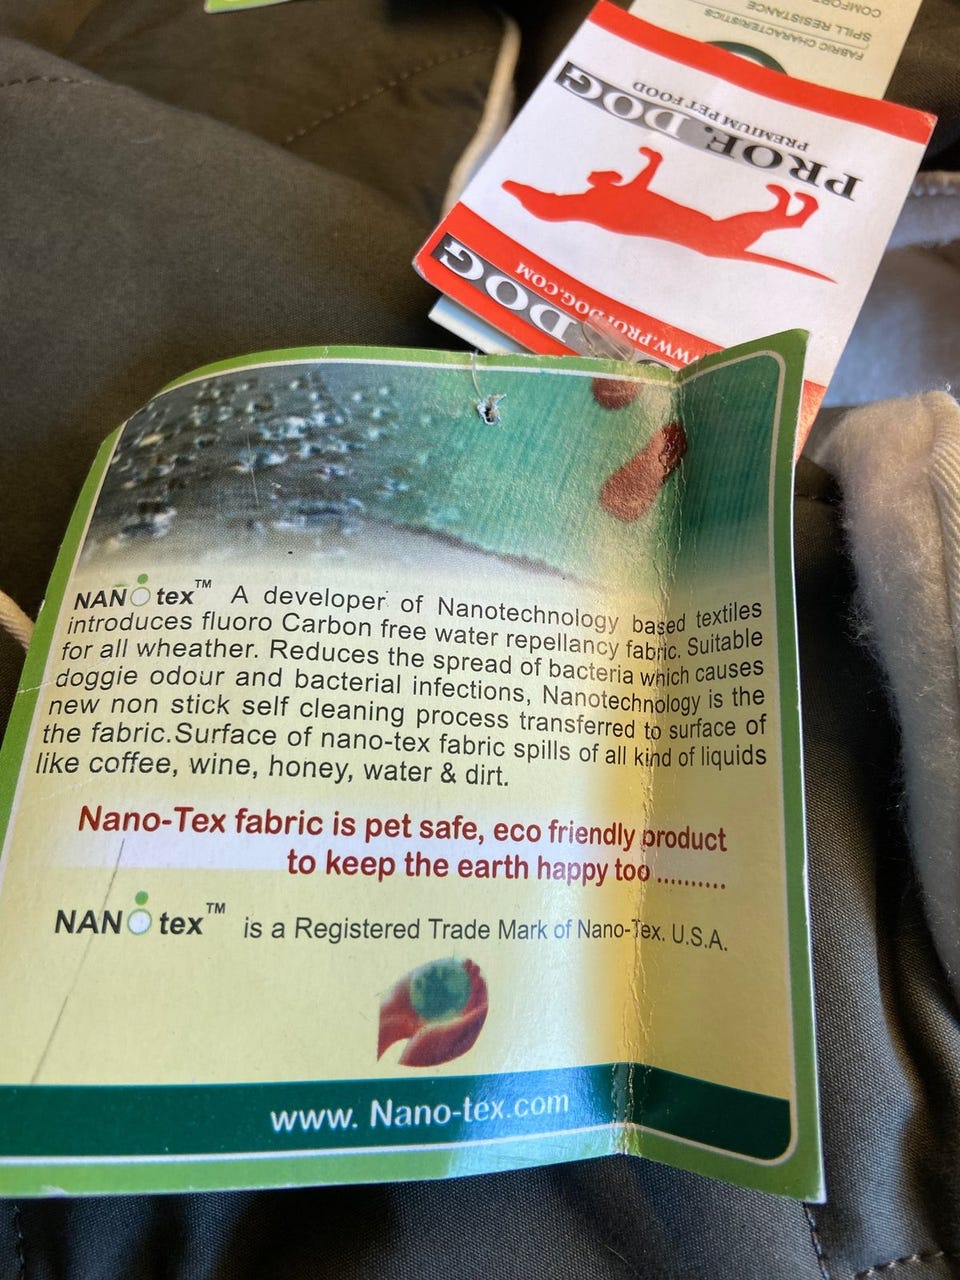 COMFORT
SPILL RESISTANCE
FABRIC CHARACTERISTICS
PROF. DOG
PREMIUM PET FOOD
WWW.PROFDOG.COM
DOG
NANOtex™ A developer of Nanotechnology based textiles
introduces fluoro Carbon free water repellancy fabric. Suitable
for all wheather. Reduces the spread of bacteria which causes
doggie odour and bacterial infections, Nanotechnology is the
new non stick self cleaning process transferred to surface of
the fabric.Surface of nano-tex fabric spills of all kind of liquids
like coffee, wine, honey, water & dirt.
Nano-Tex fabric is pet safe, eco friendly product
to keep the earth happy too..........
NANOtex™ is a Registered Trade Mark of Nano-Tex. U.S.A.
www. Nano-tex.com